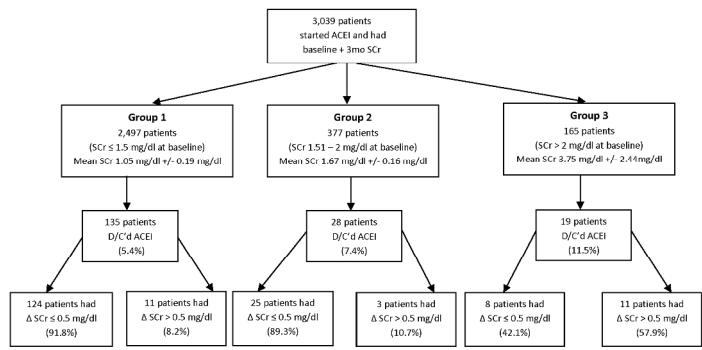 3,039 patients
started ACEI and had
baseline + 3mo SCr
Group 1
2,497 patients
(SCr ≤ 1.5 mg/dl at baseline)
Mean SCr 1.05 mg/dl +/- 0.19 mg/dl
Group 2
377 patients
(SCr 1.51 – 2 mg/dl at baseline)
Mean SCr 1.67 mg/dl +/- 0.16 mg/dl
Group 3
165 patients
(SCr > 2 mg/dl at baseline)
Mean SCr 3.75 mg/dl +/- 2.44mg/dl
135 patients
D/C'd ACEI
(5.4%)
28 patients
D/C'd ACEI
(7.4%)
19 patients
D/C'd ACEI
(11.5%)
124 patients had
Δ SCr ≤ 0.5 mg/dl
(91.8%)
11 patients had
Δ SCr > 0.5 mg/dl
(8.2%)
25 patients had
Δ SCr ≤ 0.5 mg/dl
(89.3%)
3 patients had
Δ SCr > 0.5 mg/dl
(10.7%)
8 patients had
Δ SCr ≤ 0.5 mg/dl
(42.1%)
11 patients had
Δ SCr > 0.5 mg/dl
(57.9%)